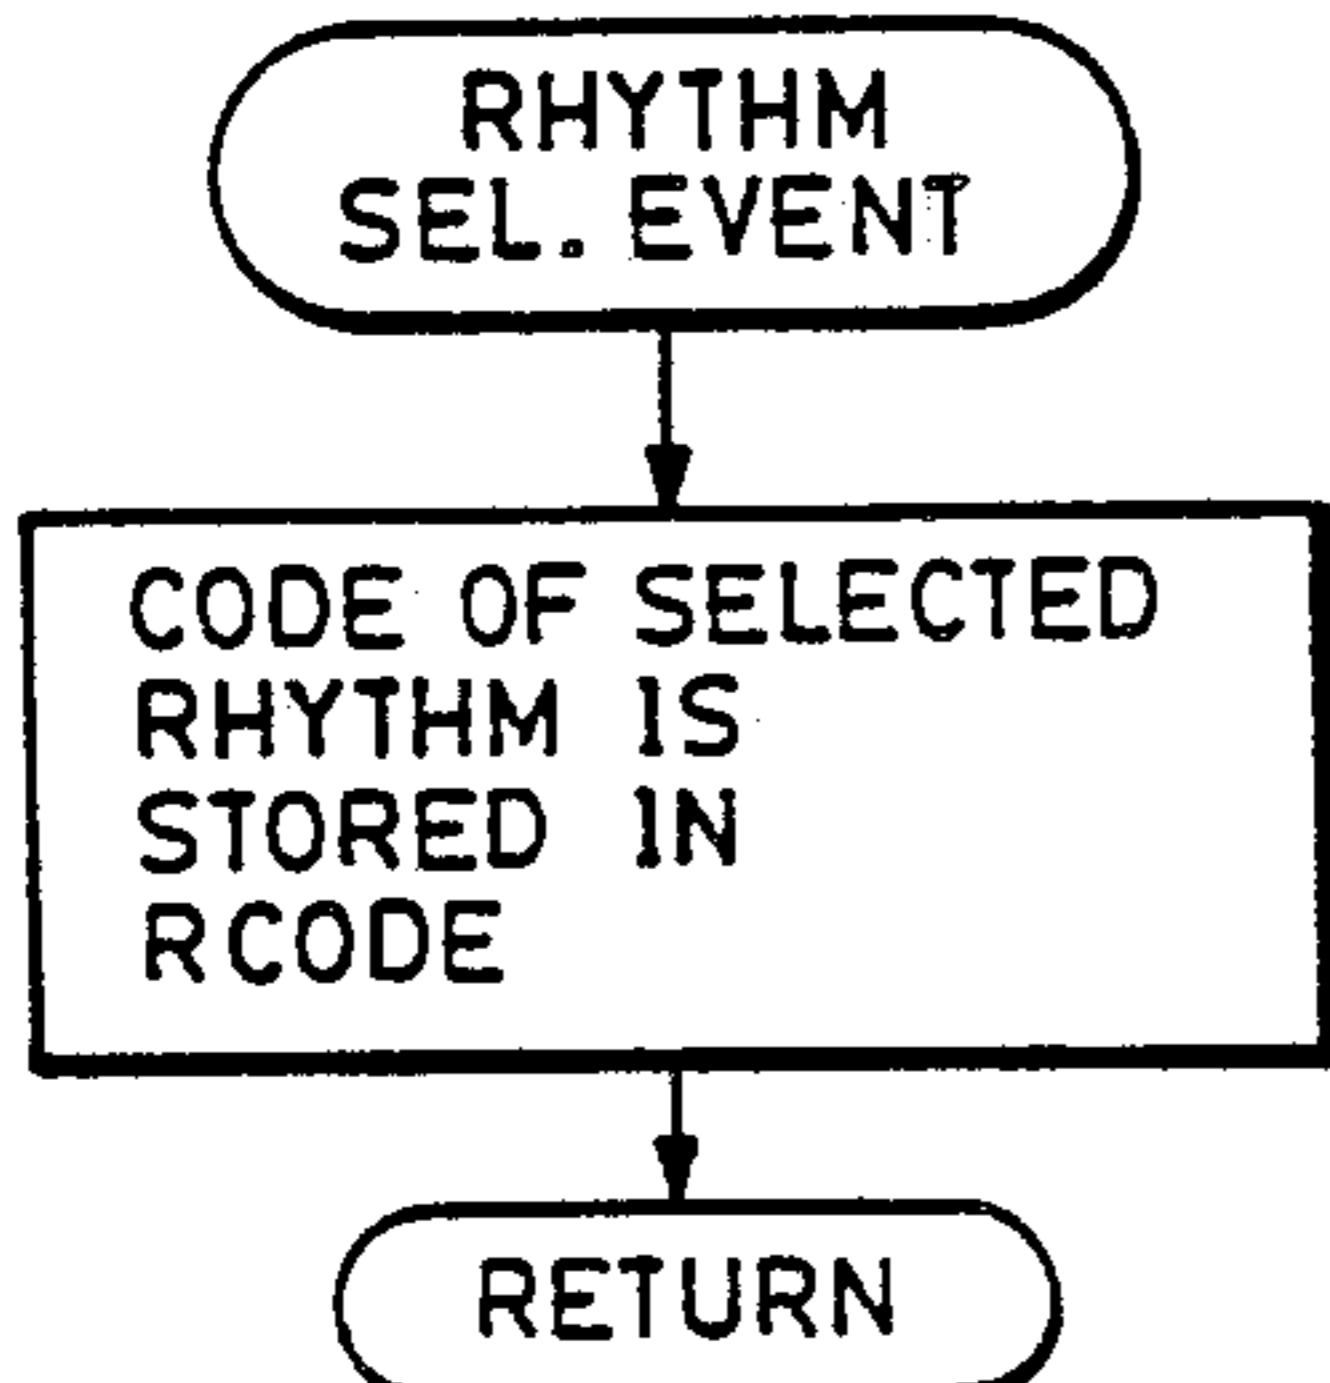 RHYTHM
SEL. EVENT
CODE OF SELECTED
RHYTHM IS
STORED IN
RCODE
RETURN